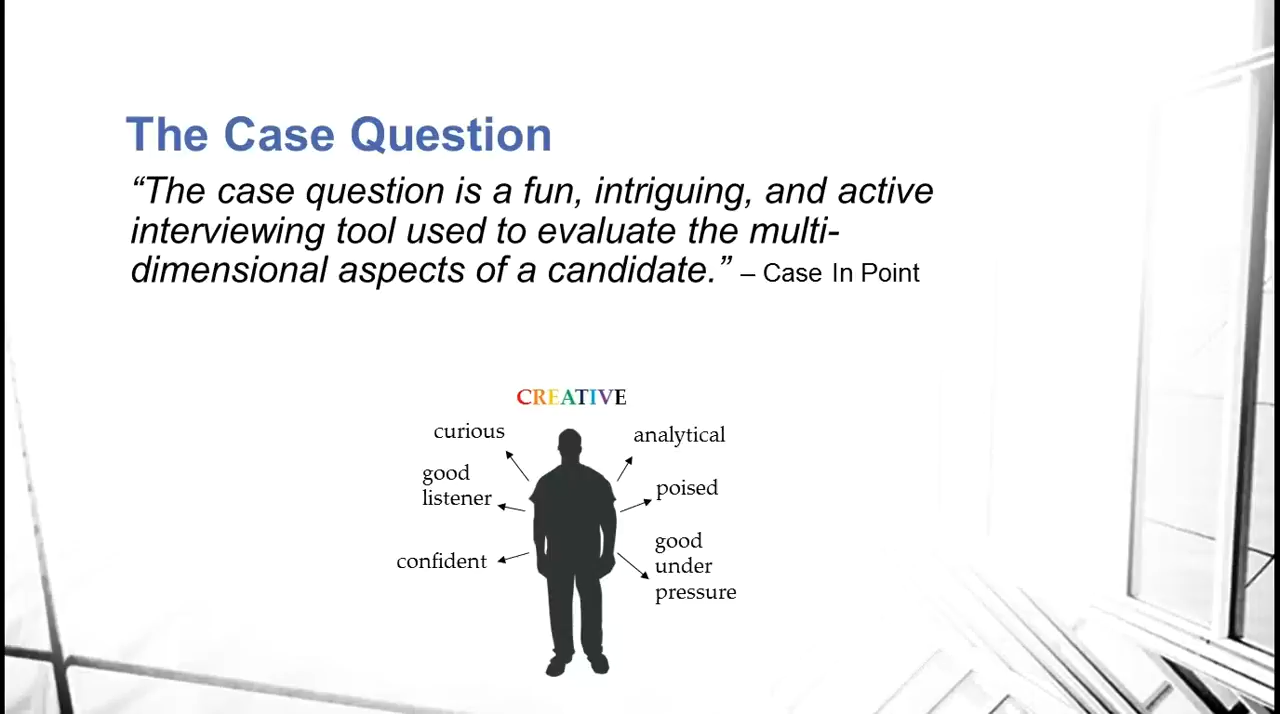 The Case Question
“The case question is a fun, intriguing, and active
interviewing tool used to evaluate the multi-
dimensional aspects of a candidate.” – Case In Point
CREATIVE
curious
analytical
good
listener
poised
confident
good
under
pressure